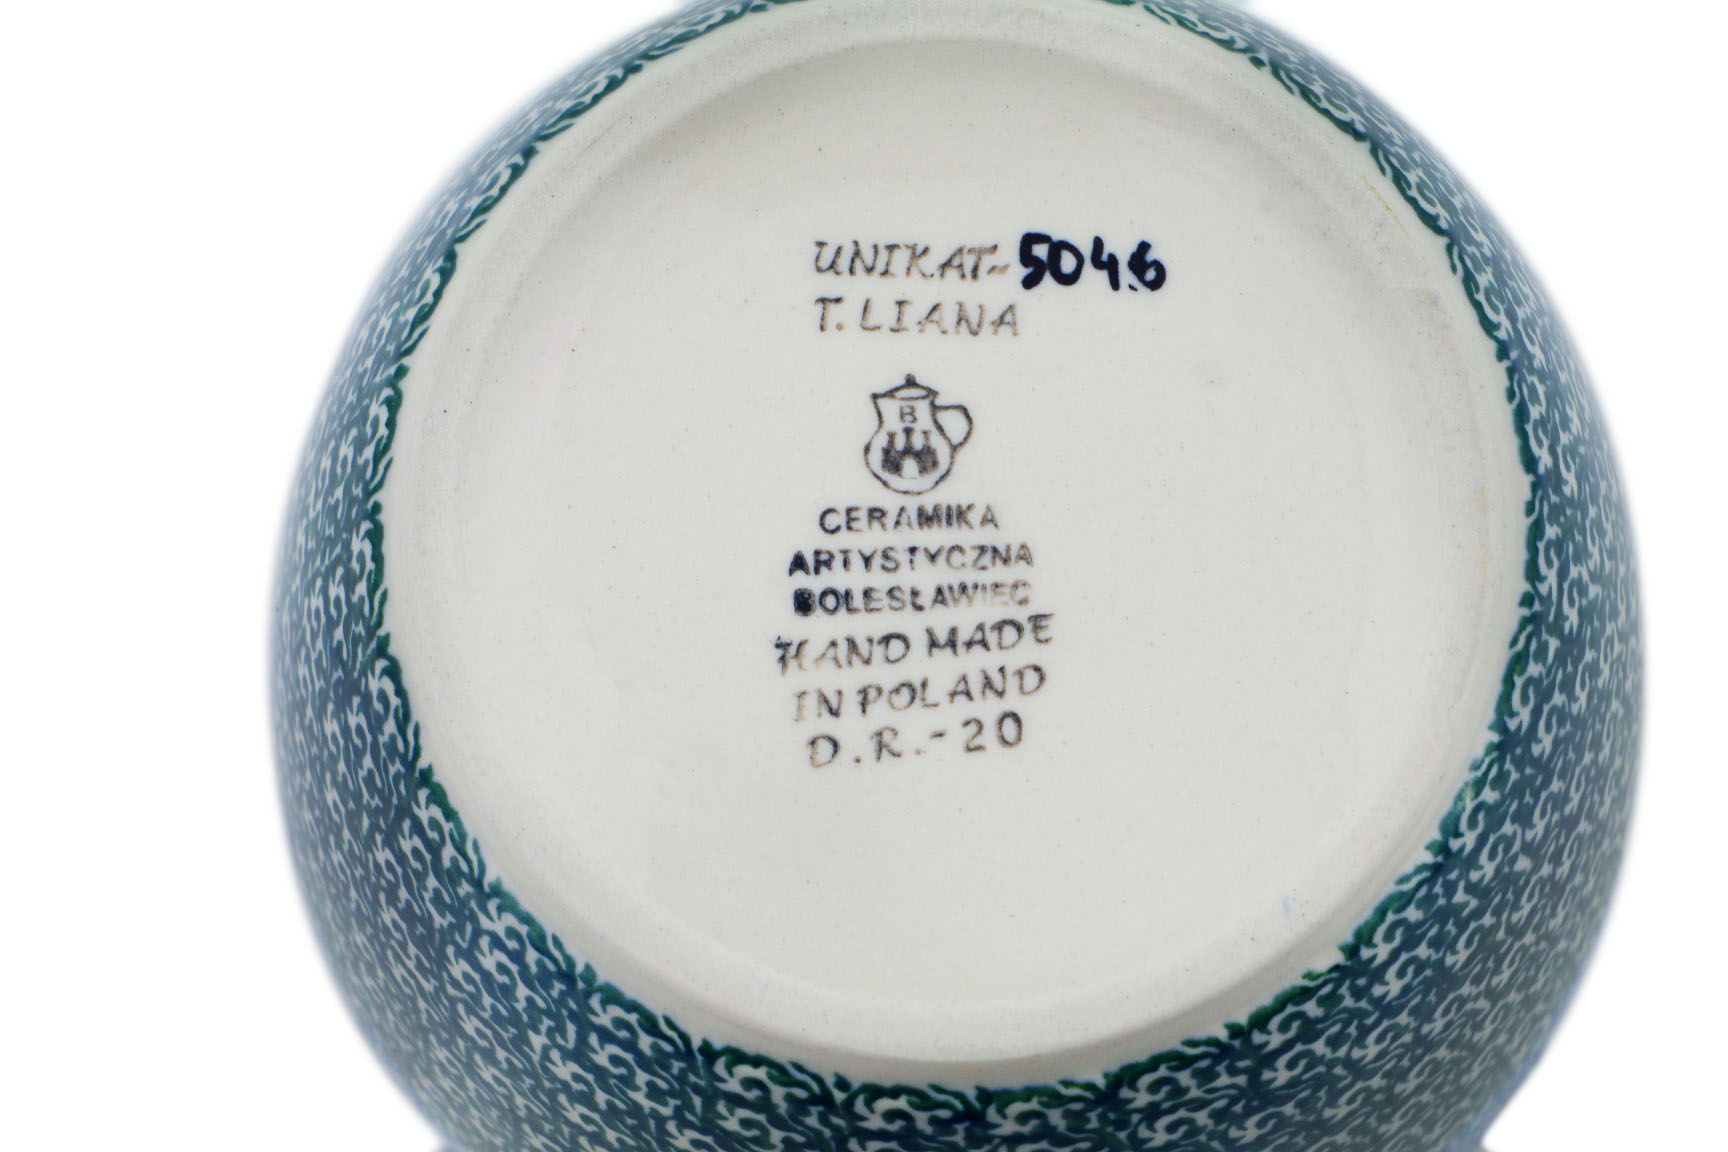 UNIKAT-5046
T. LIANA
B
CERAMIKA
ARTYSTYCZNA
BOLESŁAWIEC
HAND MADE
IN POLAND
D.R.-20